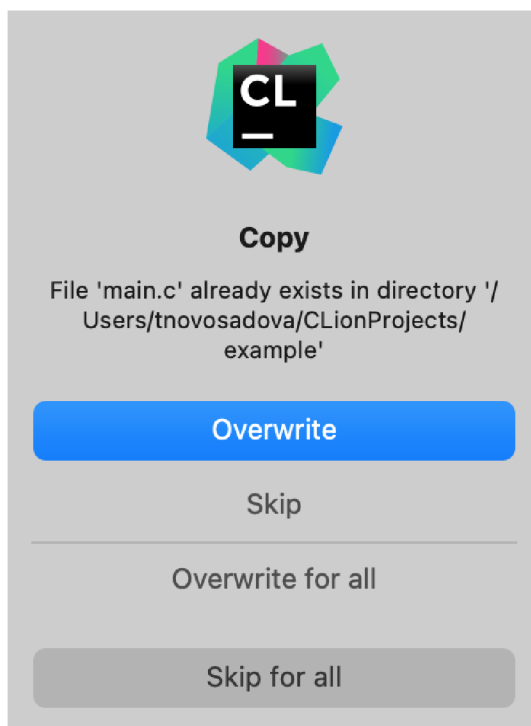 CL
Copy
File 'main.c' already exists in directory '/
Users/tnovosadova/CLionProjects/
example'
Overwrite
Skip
Overwrite for all
Skip for all